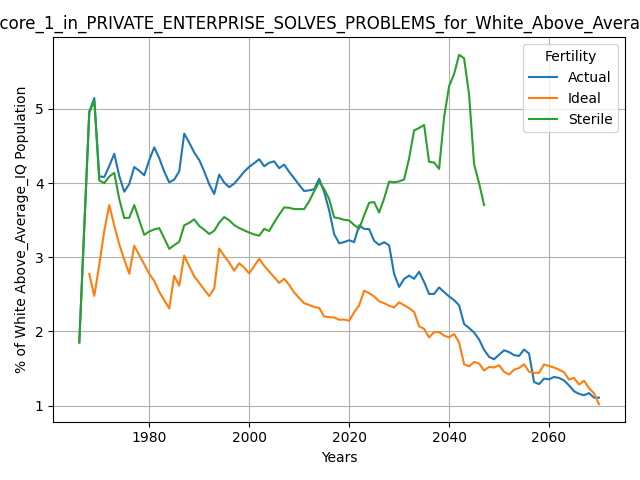 core_1_in_PRIVATE_ENTERPRISE_SOLVES_PROBLEMS_for_White_Above_Avera
Fertility
Actual
Ideal
Sterile
% of White Above_Average_IQ Population
5
4
3
2
1
1980
2000
2020
2040
2060
Years